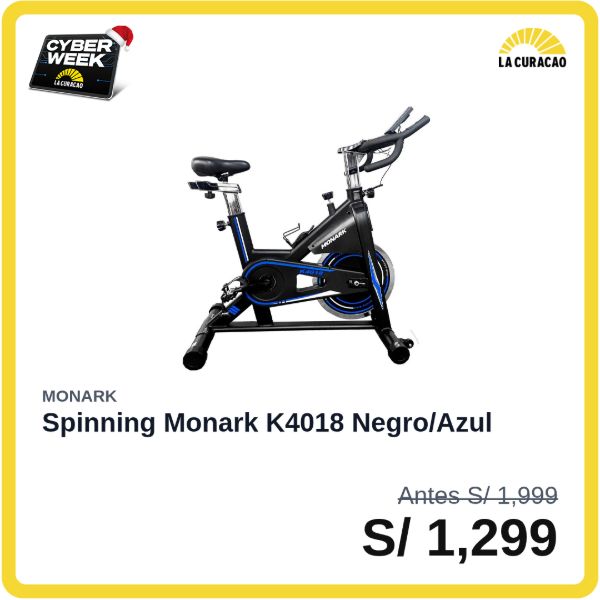 CYBER
WEEK
LA CURACAO
LA CURACAO
MONARK
K4018
MONARK
Spinning Monark K4018 Negro/Azul
Antes S/ 1,999
S/ 1,299